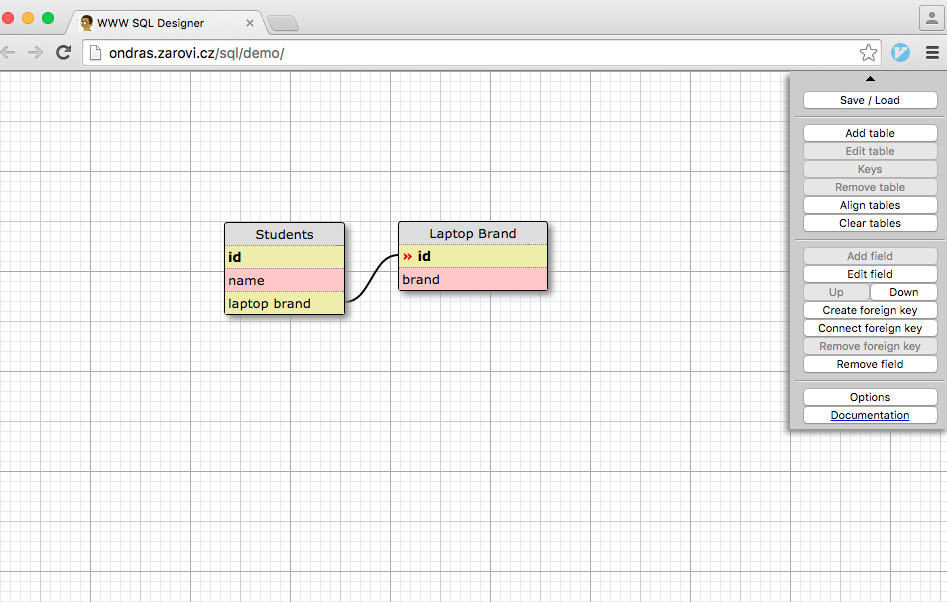 WWW SQL Designer
ondras.zarovi.cz/sql/demo/
Save / Load
Add table
Edit table
Keys
Remove table
Align tables
Clear tables
Add field
Edit field
Up Down
Create foreign key
Connect foreign key
Remove foreign key
Remove field
Options
Documentation
Students
id
name
laptop brand
Laptop Brand
» id
brand